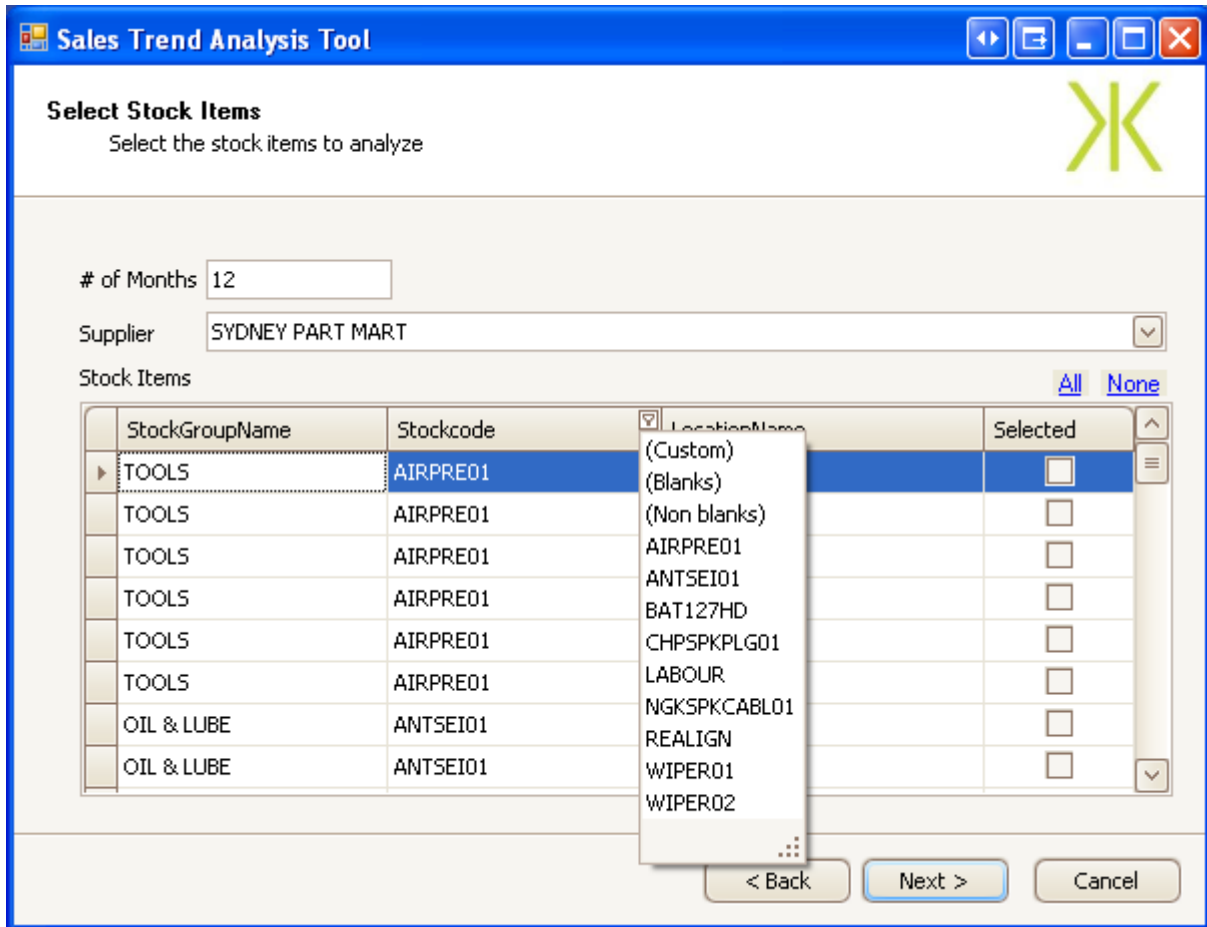 Sales Trend Analysis Tool
Select Stock Items
Select the stock items to analyze
# of Months 12
Supplier SYDNEY PART MART
Stock Items All None
StockGroupName Stockcode LocationName Selected
TOOLS AIRPRE01
TOOLS AIRPRE01
TOOLS AIRPRE01
TOOLS AIRPRE01
TOOLS AIRPRE01
TOOLS AIRPRE01
OIL & LUBE ANTSEI01
OIL & LUBE ANTSEI01
(Custom)
(Blanks)
(Non blanks)
AIRPRE01
ANTSEI01
BAT127HD
CHPSPKPLG01
LABOUR
NGKSPKCABL01
REALIGN
WIPER01
WIPER02
< Back Next > Cancel